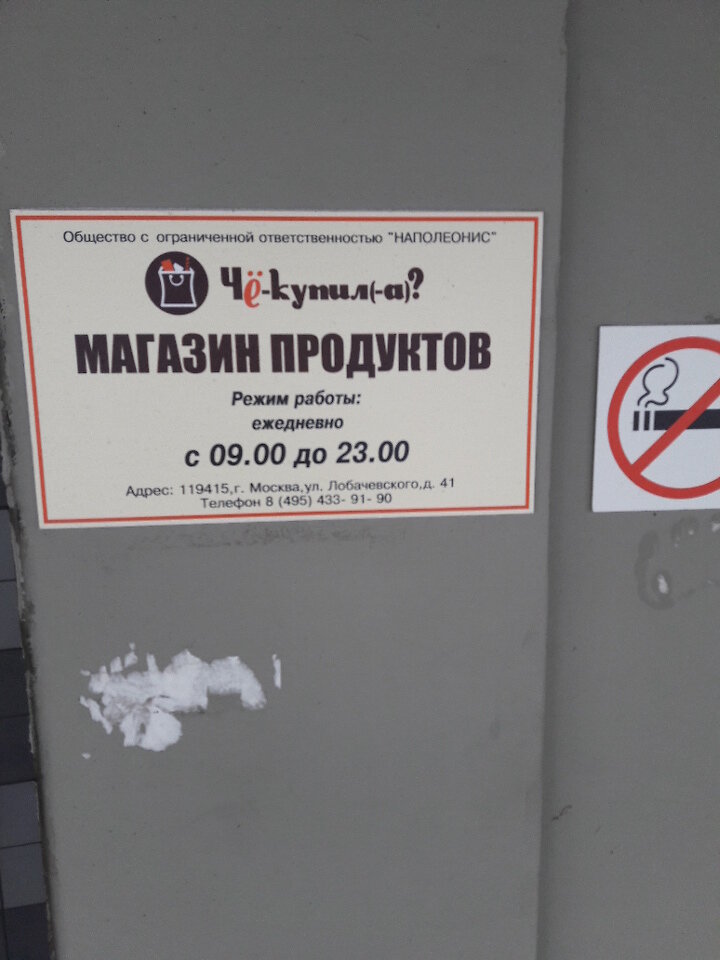 Общество с ограниченной ответственностью "НАПОЛЕОНИС"
Чё-купил(-а)?
МАГАЗИН ПРОДУКТОВ
Режим работы:
ежедневно
с 09.00 до 23.00
Адрес: 119415,г. Москва,ул. Лобачевского,д. 41
Телефон 8 (495) 433- 91- 90